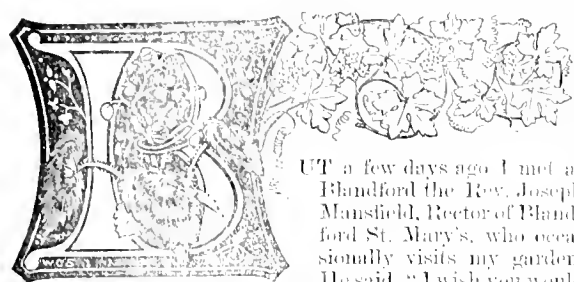 BUT a few days ago I met a
Blandford the Rev. Joseph
Mansfield, Rector of Bland
ford St. Mary's, who occa
sionally visits my garden
He said, "I wish you